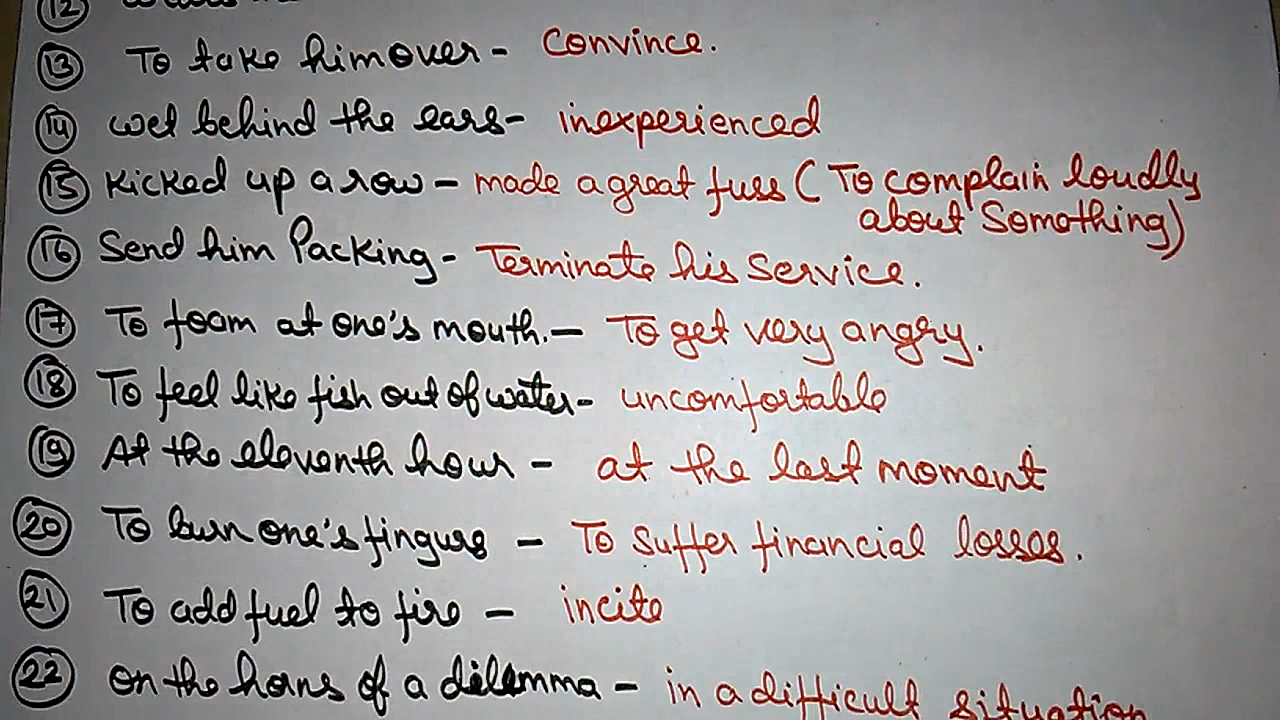 12
13 To take him over - Convince.
14 wet behind the ears - inexperienced
15 Kicked up a row - made a great fuss ( To complain loudly
about Something)
16 Send him Packing - Terminate his Service.
17 To foam at one's mouth. - To get very angry.
18 To feel like fish out of water - uncomfortable
19 At the eleventh hour - at the last moment
20 To burn one's fingurs - To suffer financial losses.
21 To add fuel to fire - incite
22 on the horns of a dilemma - in a difficult situation